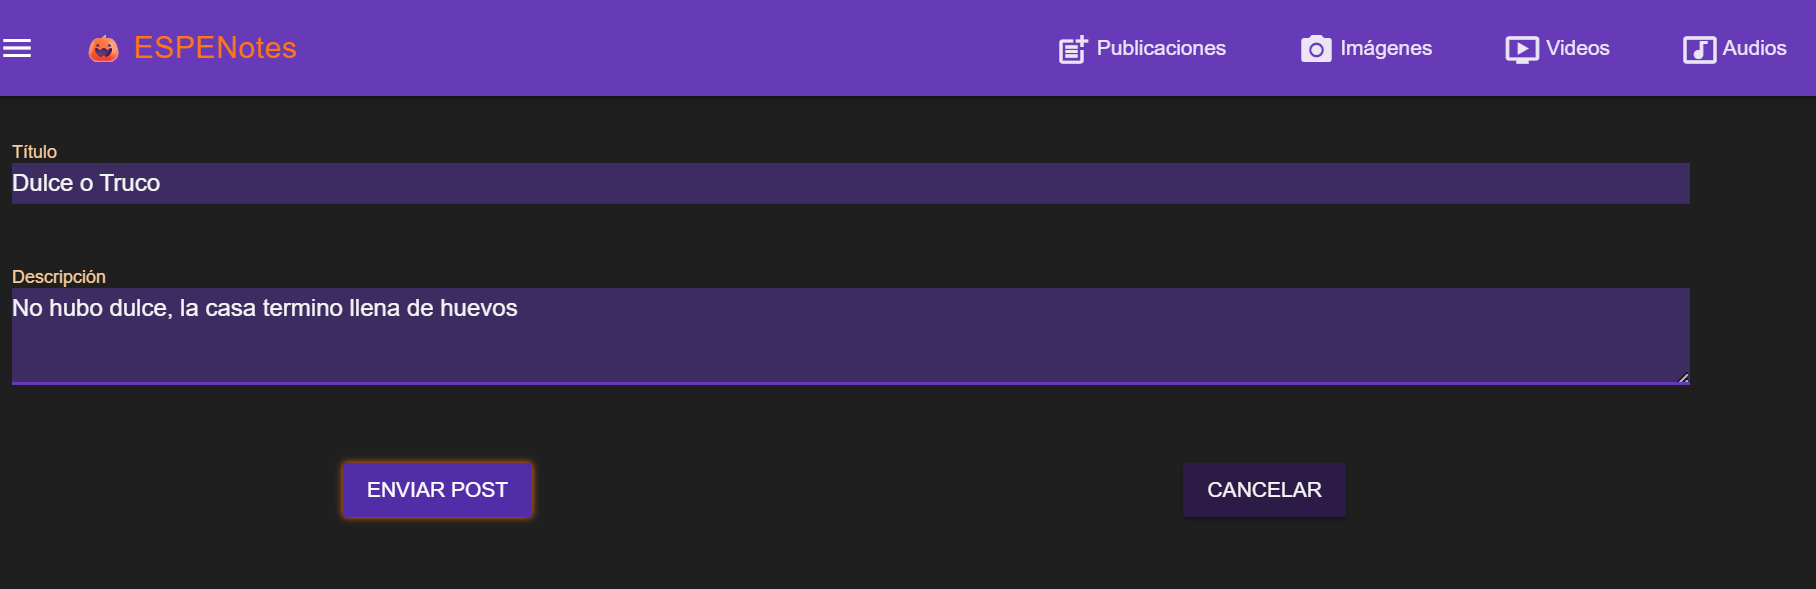 ESPENotes
Publicaciones
Imágenes
Videos
Audios
Título
Dulce o Truco
Descripción
No hubo dulce, la casa termino llena de huevos
ENVIAR POST
CANCELAR